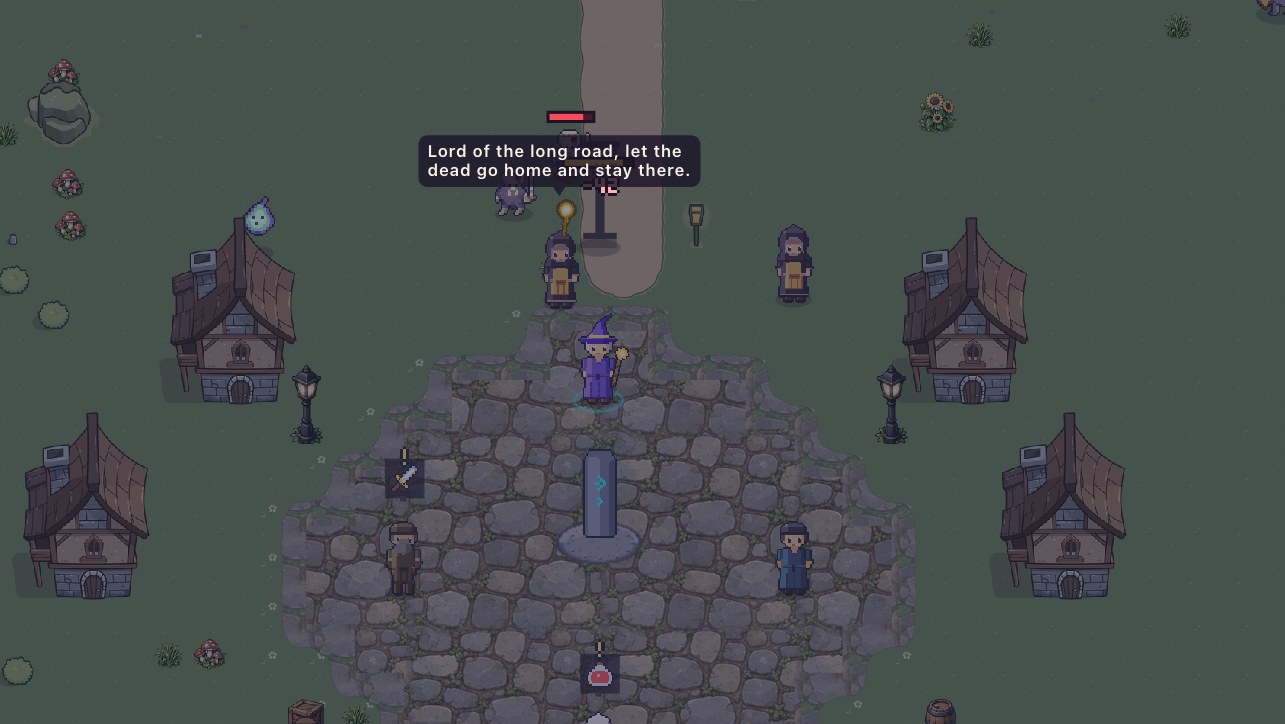 Lord of the long road, let the
dead go home and stay there.